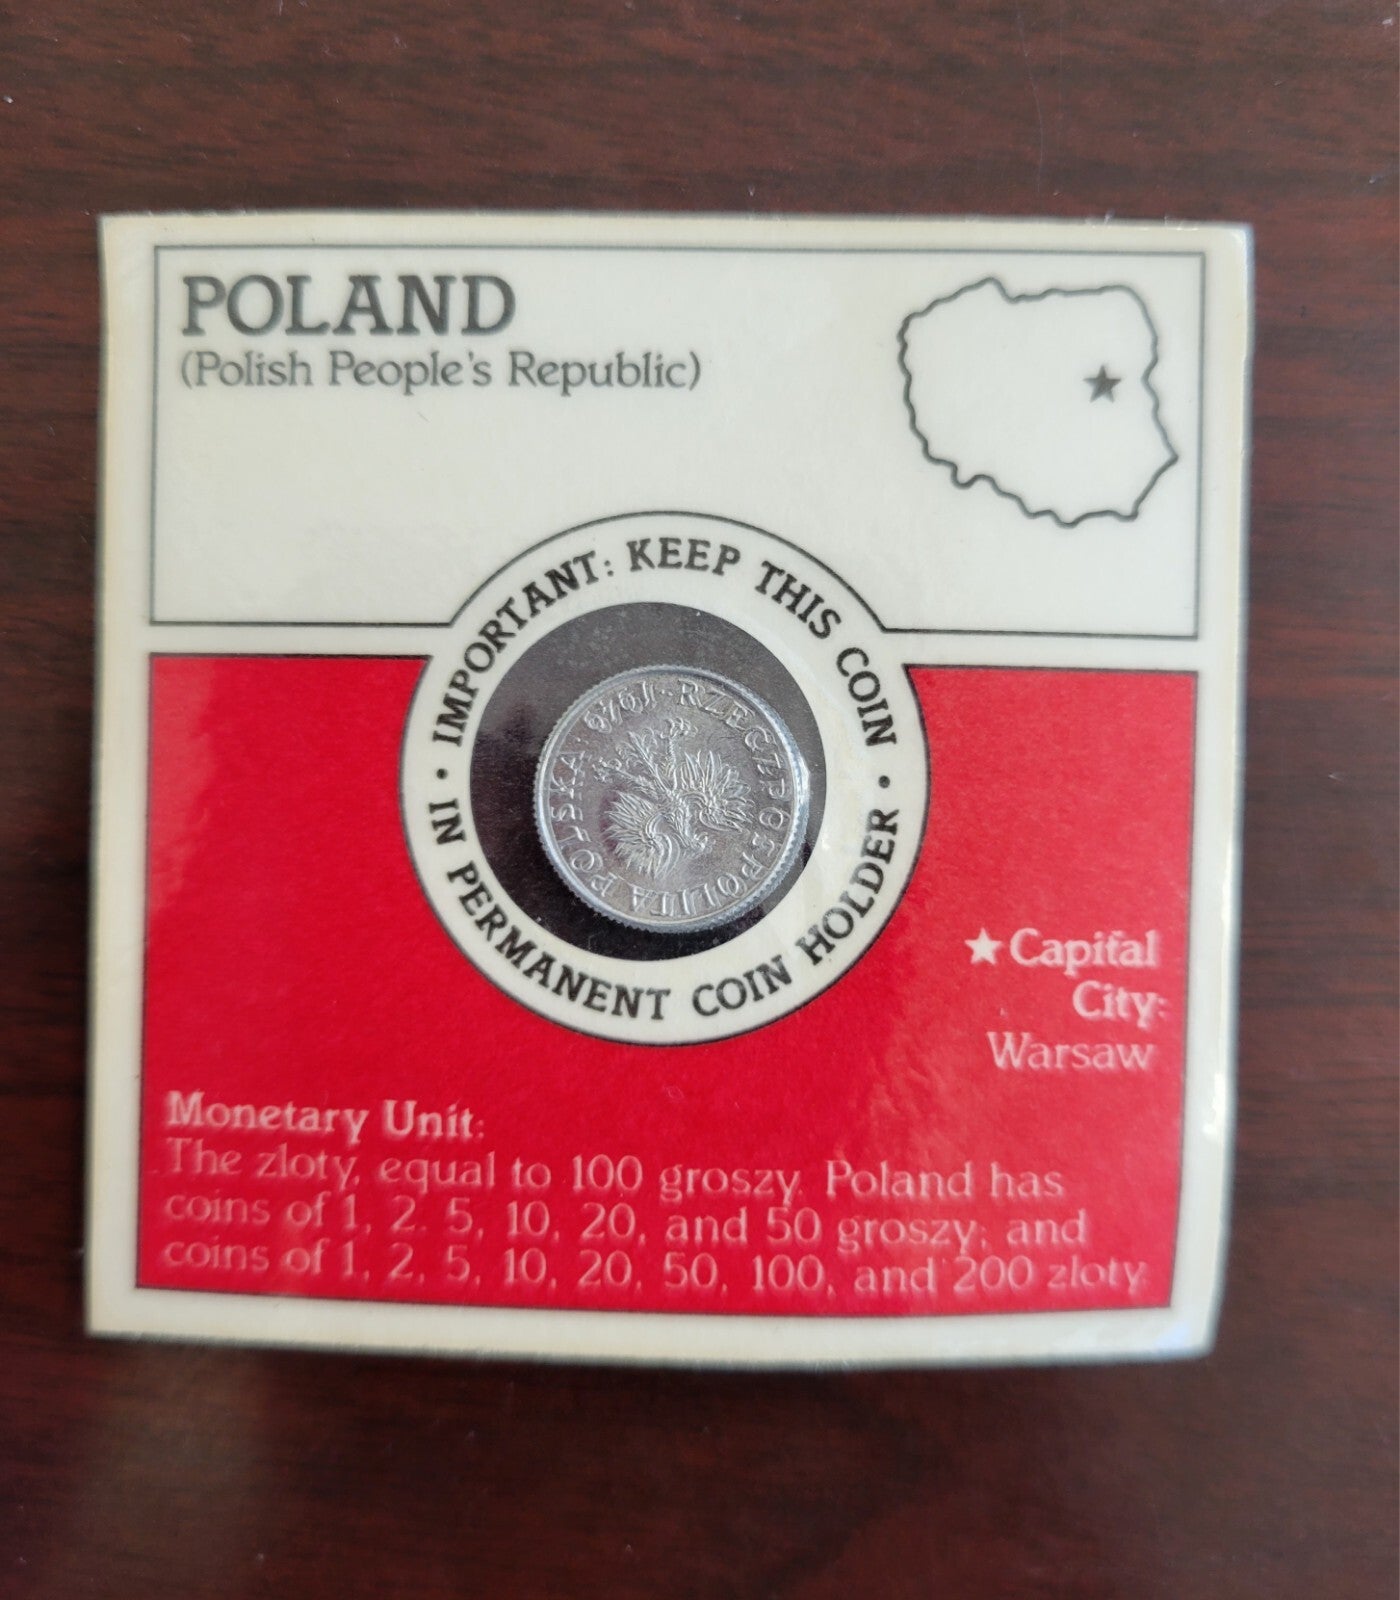 POLAND
(Polish People's Republic)
• IMPORTANT: KEEP THIS COIN •
IN PERMANENT COIN HOLDER
RZECZPOSPOLITA POLSKA · 1949 ·
★ Capital
City:
Warsaw
Monetary Unit:
The zloty, equal to 100 groszy. Poland has
coins of 1, 2. 5, 10, 20, and 50 groszy; and
coins of 1, 2, 5, 10, 20, 50, 100, and 200 zloty.